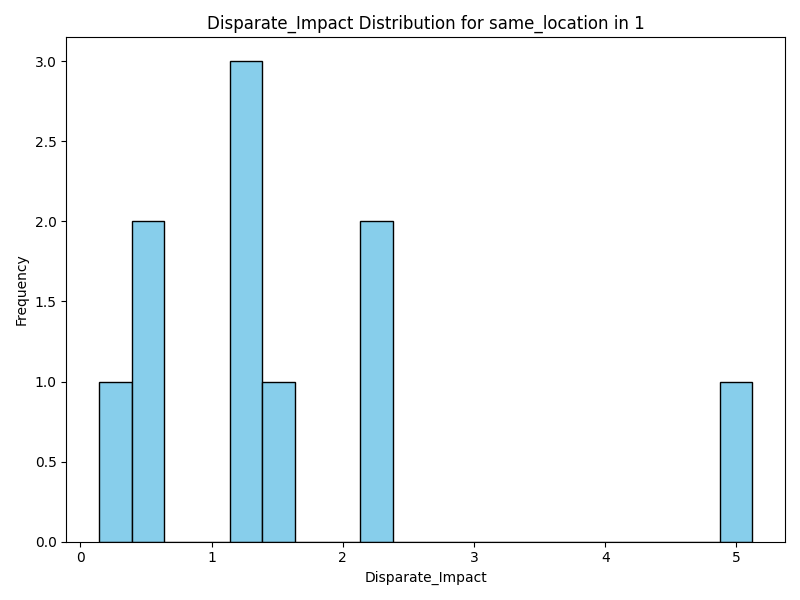 Disparate_Impact Distribution for same_location in 1
3.0
2.5
2.0
1.5
1.0
0.5
0.0
Frequency
0 1 2 3 4 5
Disparate_Impact